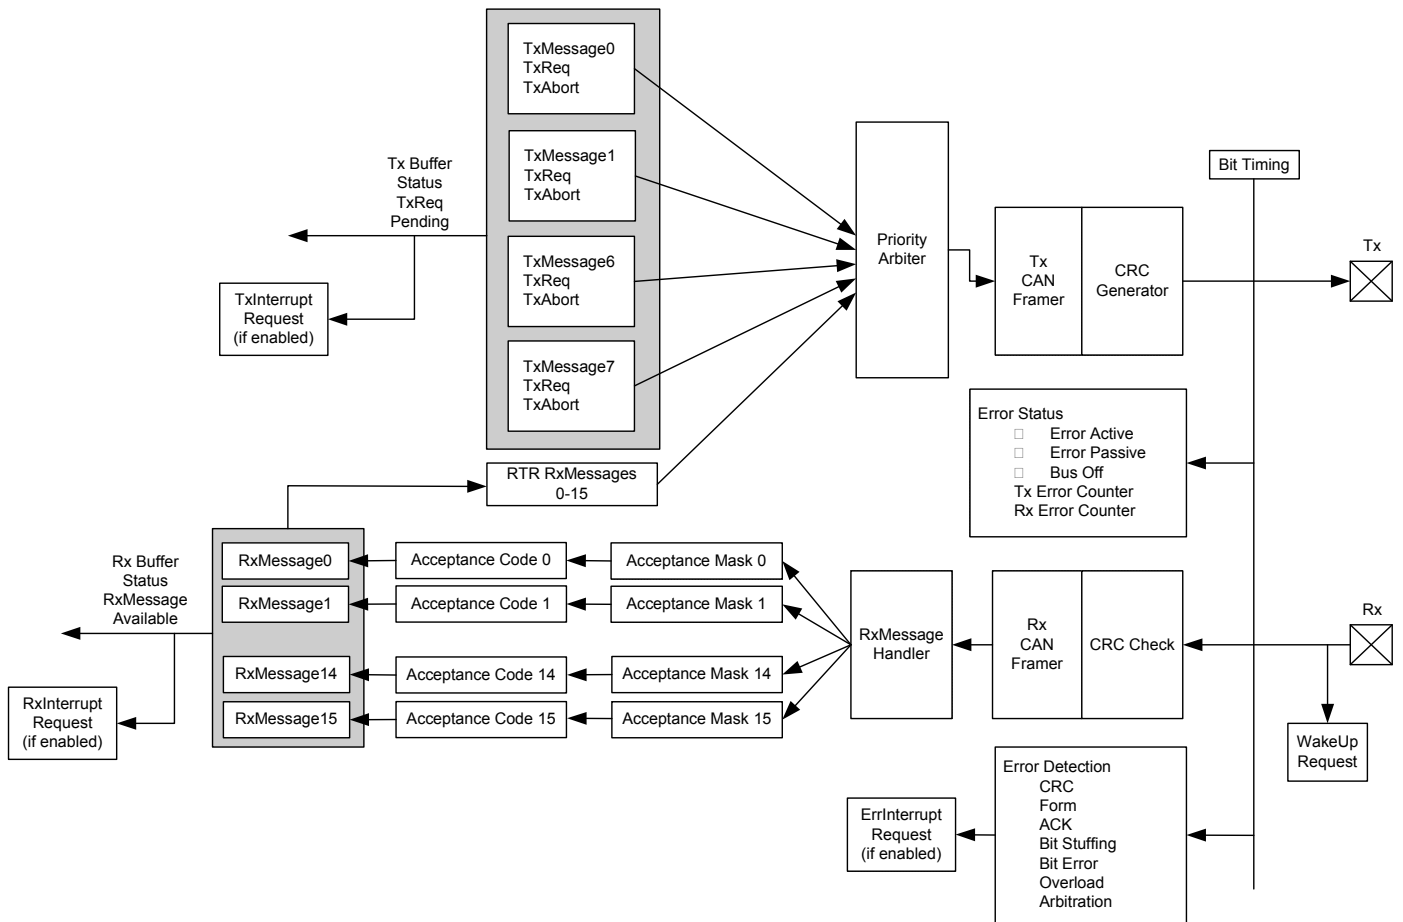 TxMessage0
TxReq
TxAbort
TxMessage1
TxReq
TxAbort
TxMessage6
TxReq
TxAbort
TxMessage7
TxReq
TxAbort
Tx Buffer
Status
TxReq
Pending
TxInterrupt
Request
(if enabled)
Priority
Arbiter
Tx
CAN
Framer
CRC
Generator
Bit Timing
Tx
Error Status
Error Active
Error Passive
Bus Off
Tx Error Counter
Rx Error Counter
RTR RxMessages
0-15
Rx Buffer
Status
RxMessage
Available
RxInterrupt
Request
(if enabled)
RxMessage0
Acceptance Code 0
Acceptance Mask 0
RxMessage1
Acceptance Code 1
Acceptance Mask 1
RxMessage14
Acceptance Code 14
Acceptance Mask 14
RxMessage15
Acceptance Code 15
Acceptance Mask 15
RxMessage
Handler
Rx
CAN
Framer
CRC Check
Rx
WakeUp
Request
Error Detection
CRC
Form
ACK
Bit Stuffing
Bit Error
Overload
Arbitration
ErrInterrupt
Request
(if enabled)